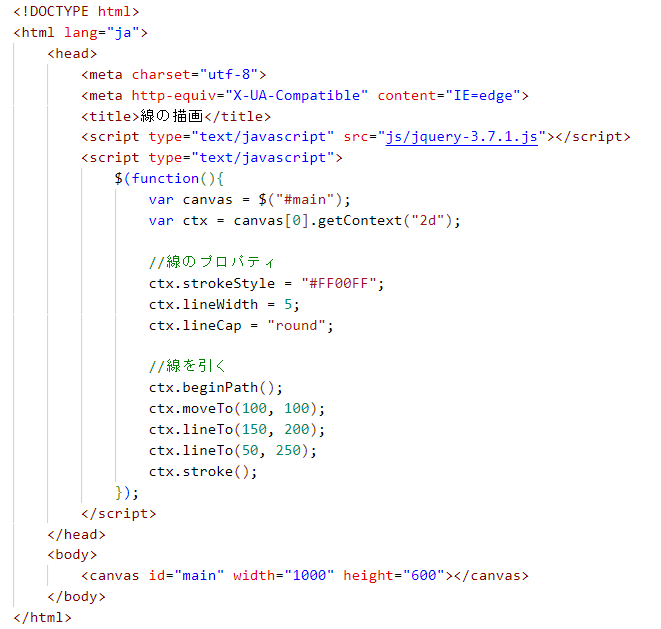 <!DOCTYPE html>
<html lang="ja">
<head>
<meta charset="utf-8">
<meta http-equiv="X-UA-Compatible" content="IE=edge">
<title>線の描画</title>
<script type="text/javascript" src="js/jquery-3.7.1.js"></script>
<script type="text/javascript">
$(function(){
var canvas = $("#main");
var ctx = canvas[0].getContext("2d");
//線のプロパティ
ctx.strokeStyle = "#FF00FF";
ctx.lineWidth = 5;
ctx.lineCap = "round";
//線を引く
ctx.beginPath();
ctx.moveTo(100, 100);
ctx.lineTo(150, 200);
ctx.lineTo(50, 250);
ctx.stroke();
});
</script>
</head>
<body>
<canvas id="main" width="1000" height="600"></canvas>
</body>
</html>